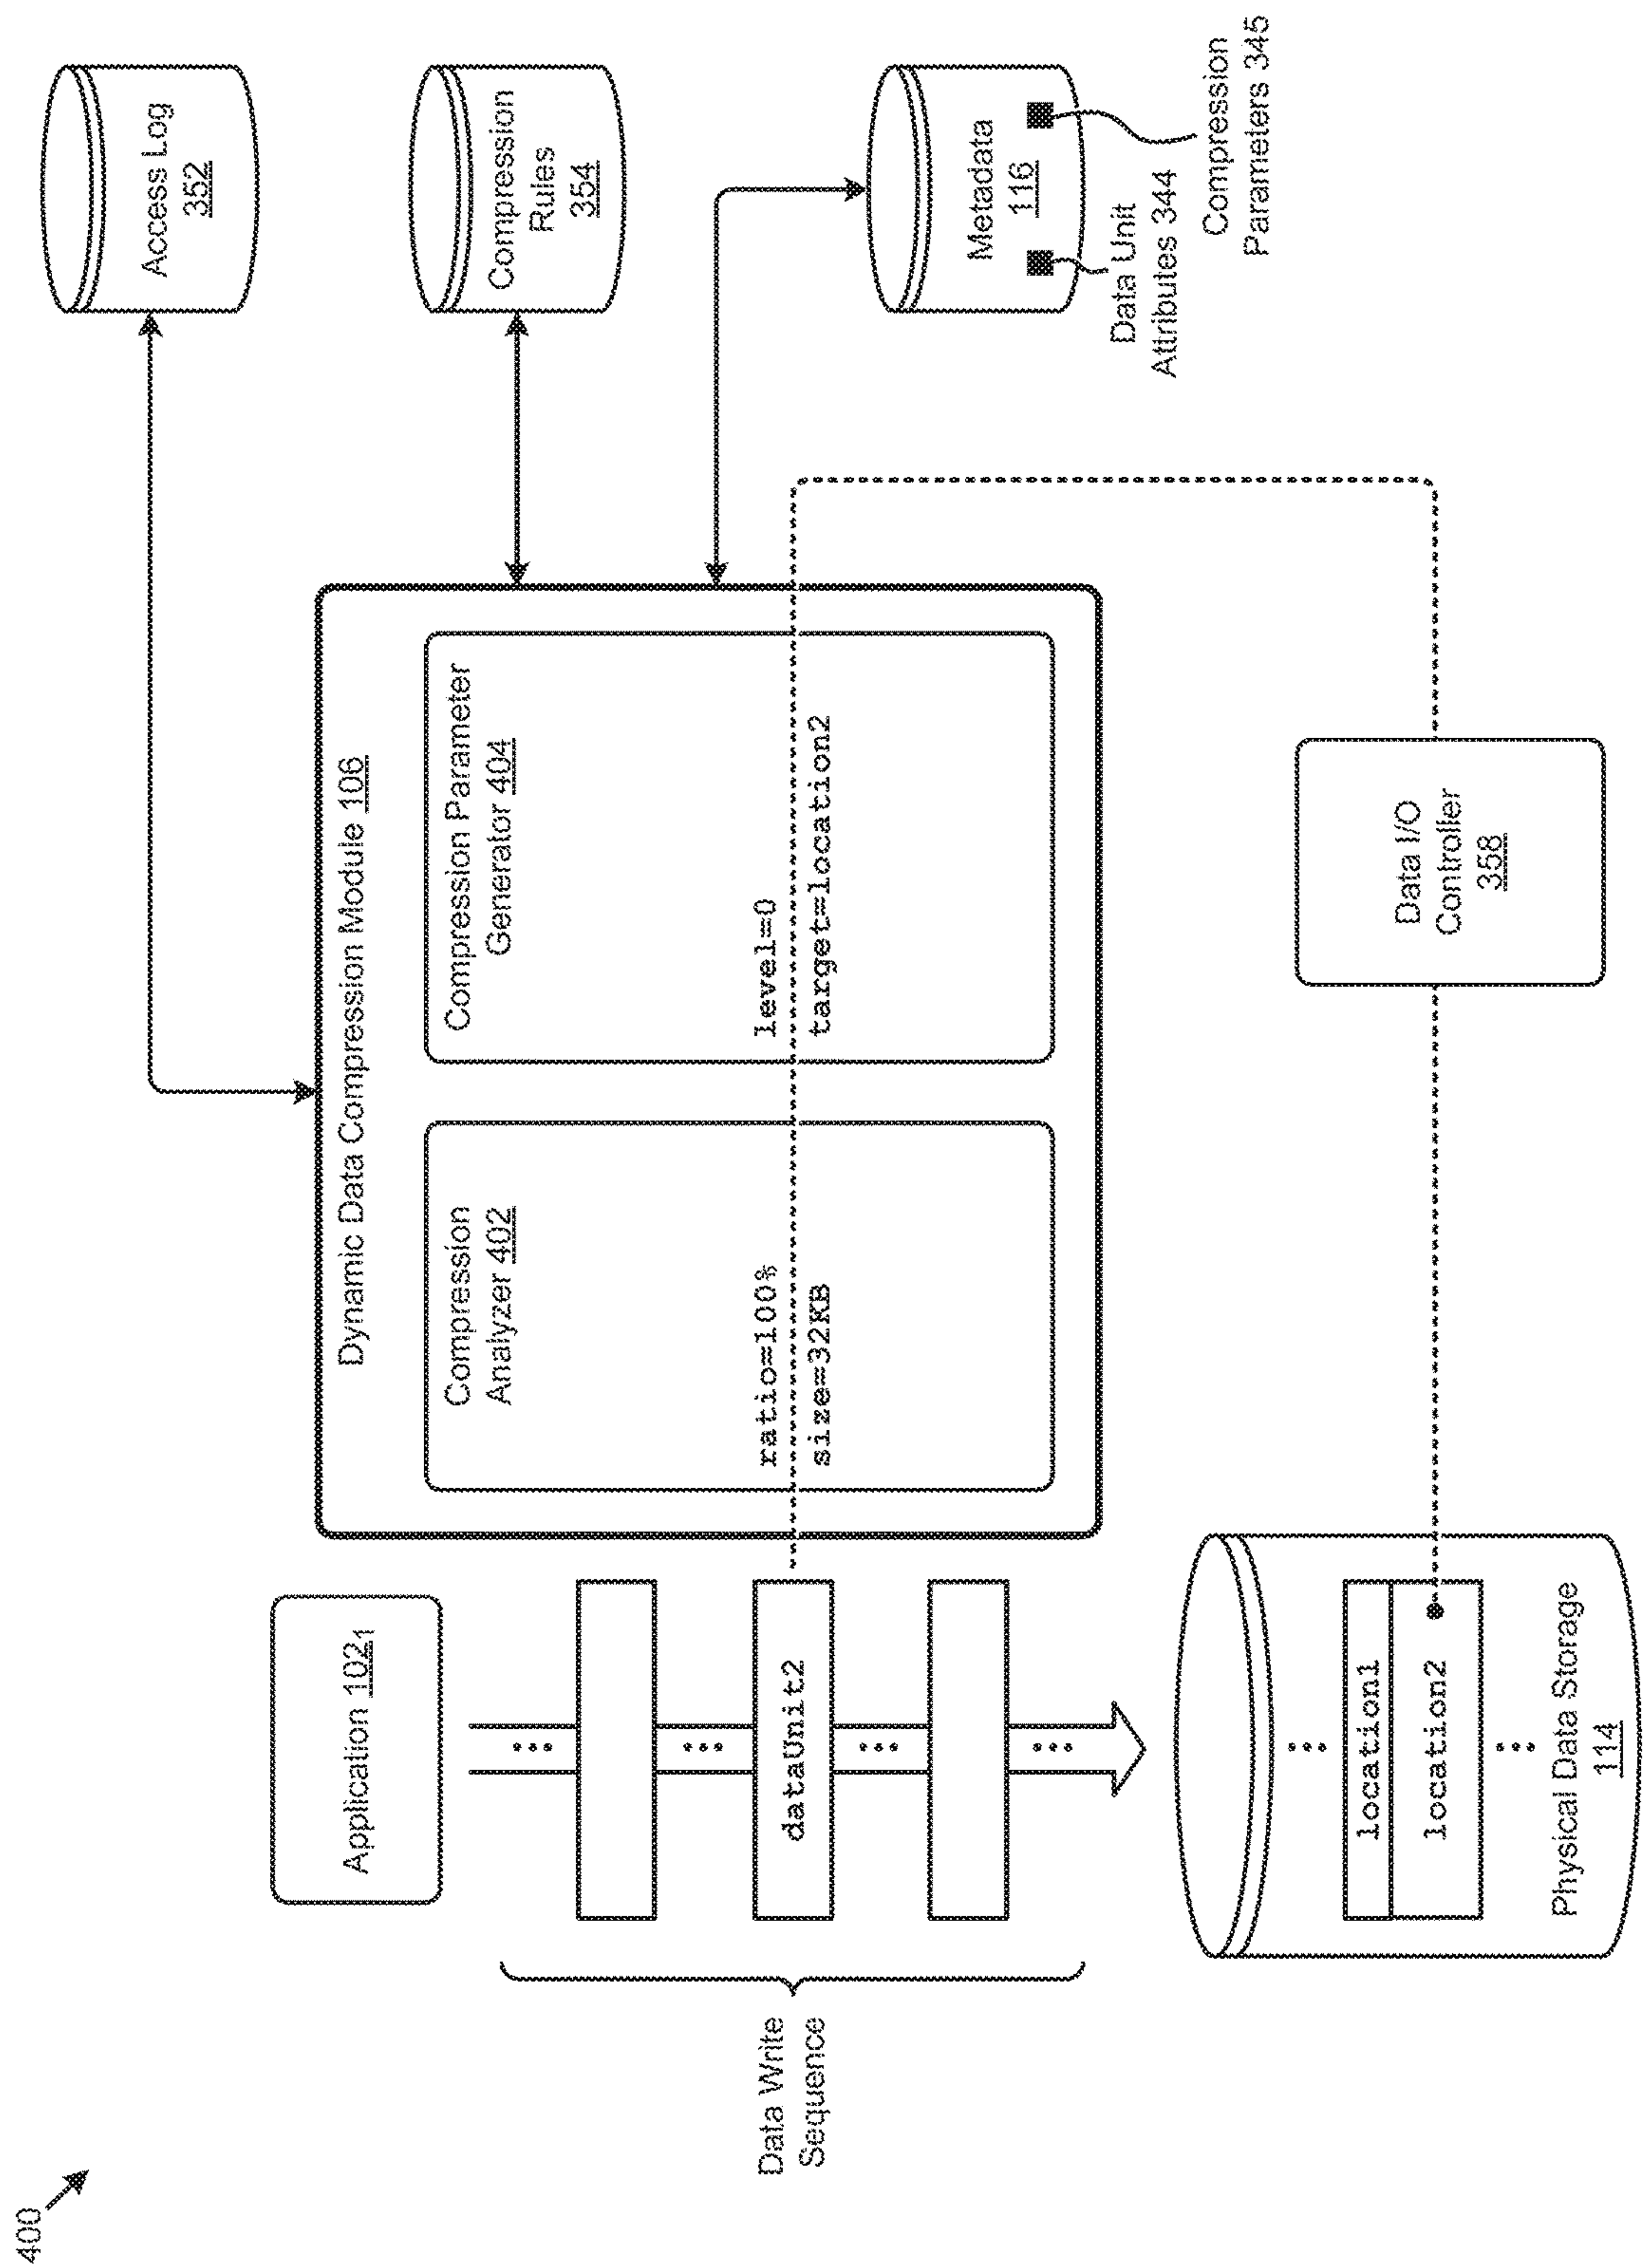 400
Data Write
Sequence
Application 102₁
dataUnit2
Dynamic Data Compression Module 106
Compression
Analyzer 402
ratio=100%
size=32KB
Compression Parameter
Generator 404
level=0
target=location2
Access Log
352
Compression
Rules
354
Metadata
116
Data Unit
Attributes 344
Compression
Parameters 345
location1
location2
Physical Data Storage
114
Data I/O
Controller
358